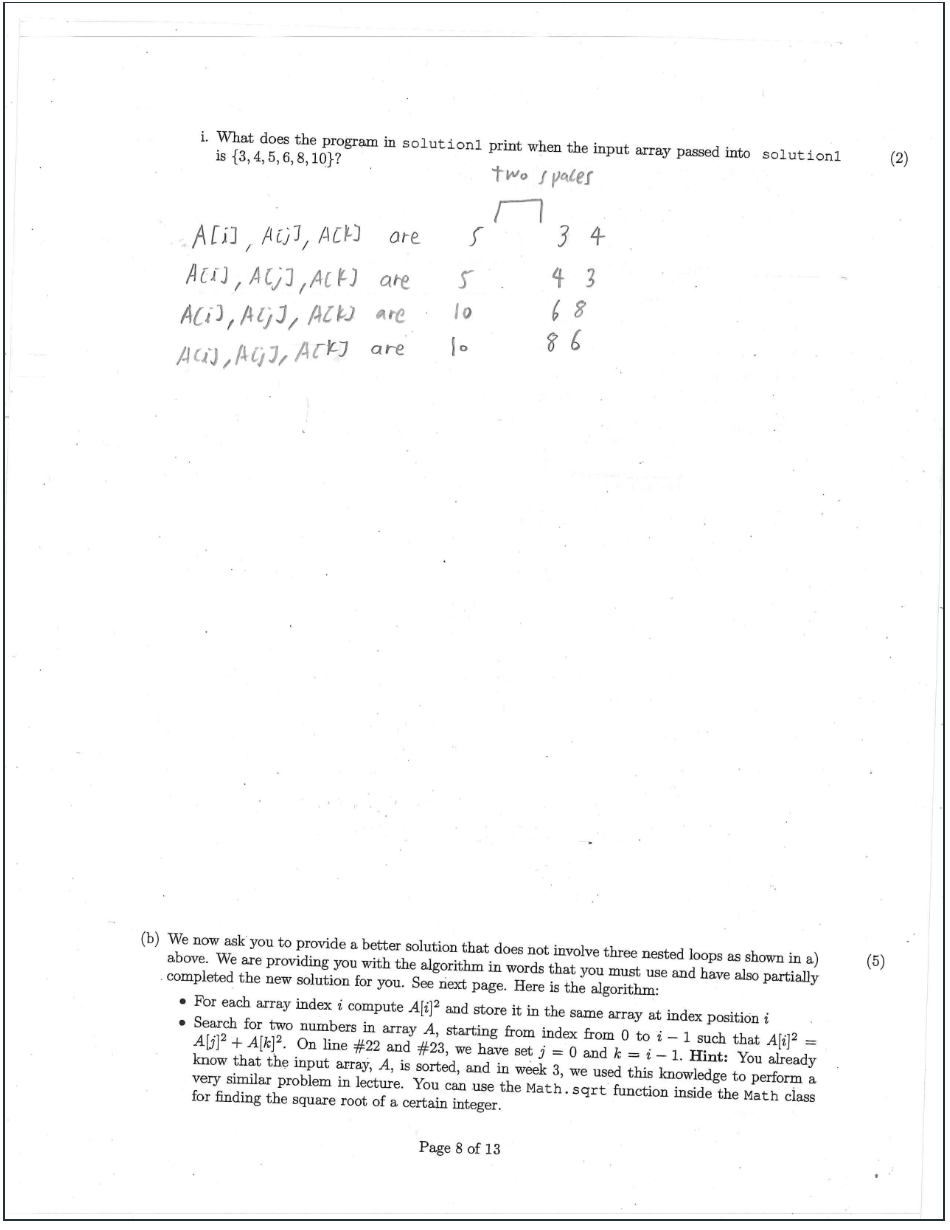 i. What does the program in solution1 print when the input array passed into solution1 (2)
is {3, 4, 5, 6, 8, 10}?
two spaces
A[i], A[j], A[k] are 5 3 4
A[i], A[j], A[k] are 5 4 3
A[i], A[j], A[k] are 10 6 8
A[i], A[j], A[k] are 10 8 6
(b) We now ask you to provide a better solution that does not involve three nested loops as shown in a) (5)
above. We are providing you with the algorithm in words that you must use and have also partially
completed the new solution for you. See next page. Here is the algorithm:
• For each array index i compute A[i]² and store it in the same array at index position i
• Search for two numbers in array A, starting from index from 0 to i − 1 such that A[i]² =
A[j]² + A[k]². On line #22 and #23, we have set j = 0 and k = i − 1. Hint: You already
know that the input array, A, is sorted, and in week 3, we used this knowledge to perform a
very similar problem in lecture. You can use the Math.sqrt function inside the Math class
for finding the square root of a certain integer.
Page 8 of 13